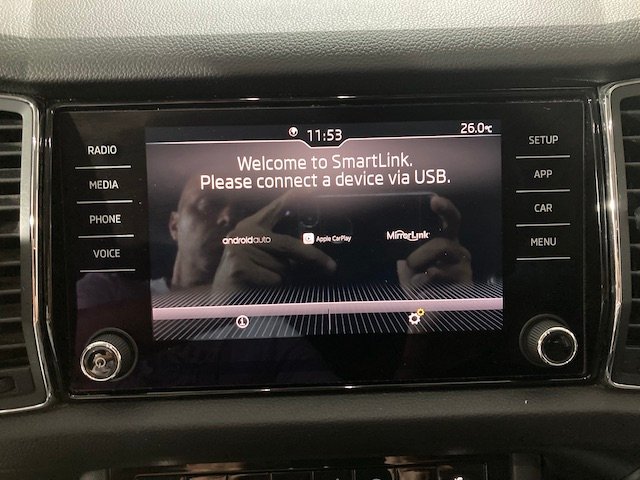 11:53
26.0°C
Welcome to SmartLink.
Please connect a device via USB.
androidauto
Apple CarPlay
MirrorLink
RADIO
MEDIA
PHONE
VOICE
SETUP
APP
CAR
MENU